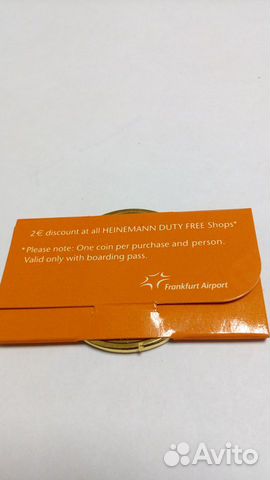 2€ discount at all HEINEMANN DUTY FREE Shops*
*Please note: One coin per purchase and person.
Valid only with boarding pass.
Frankfurt Airport
Avito